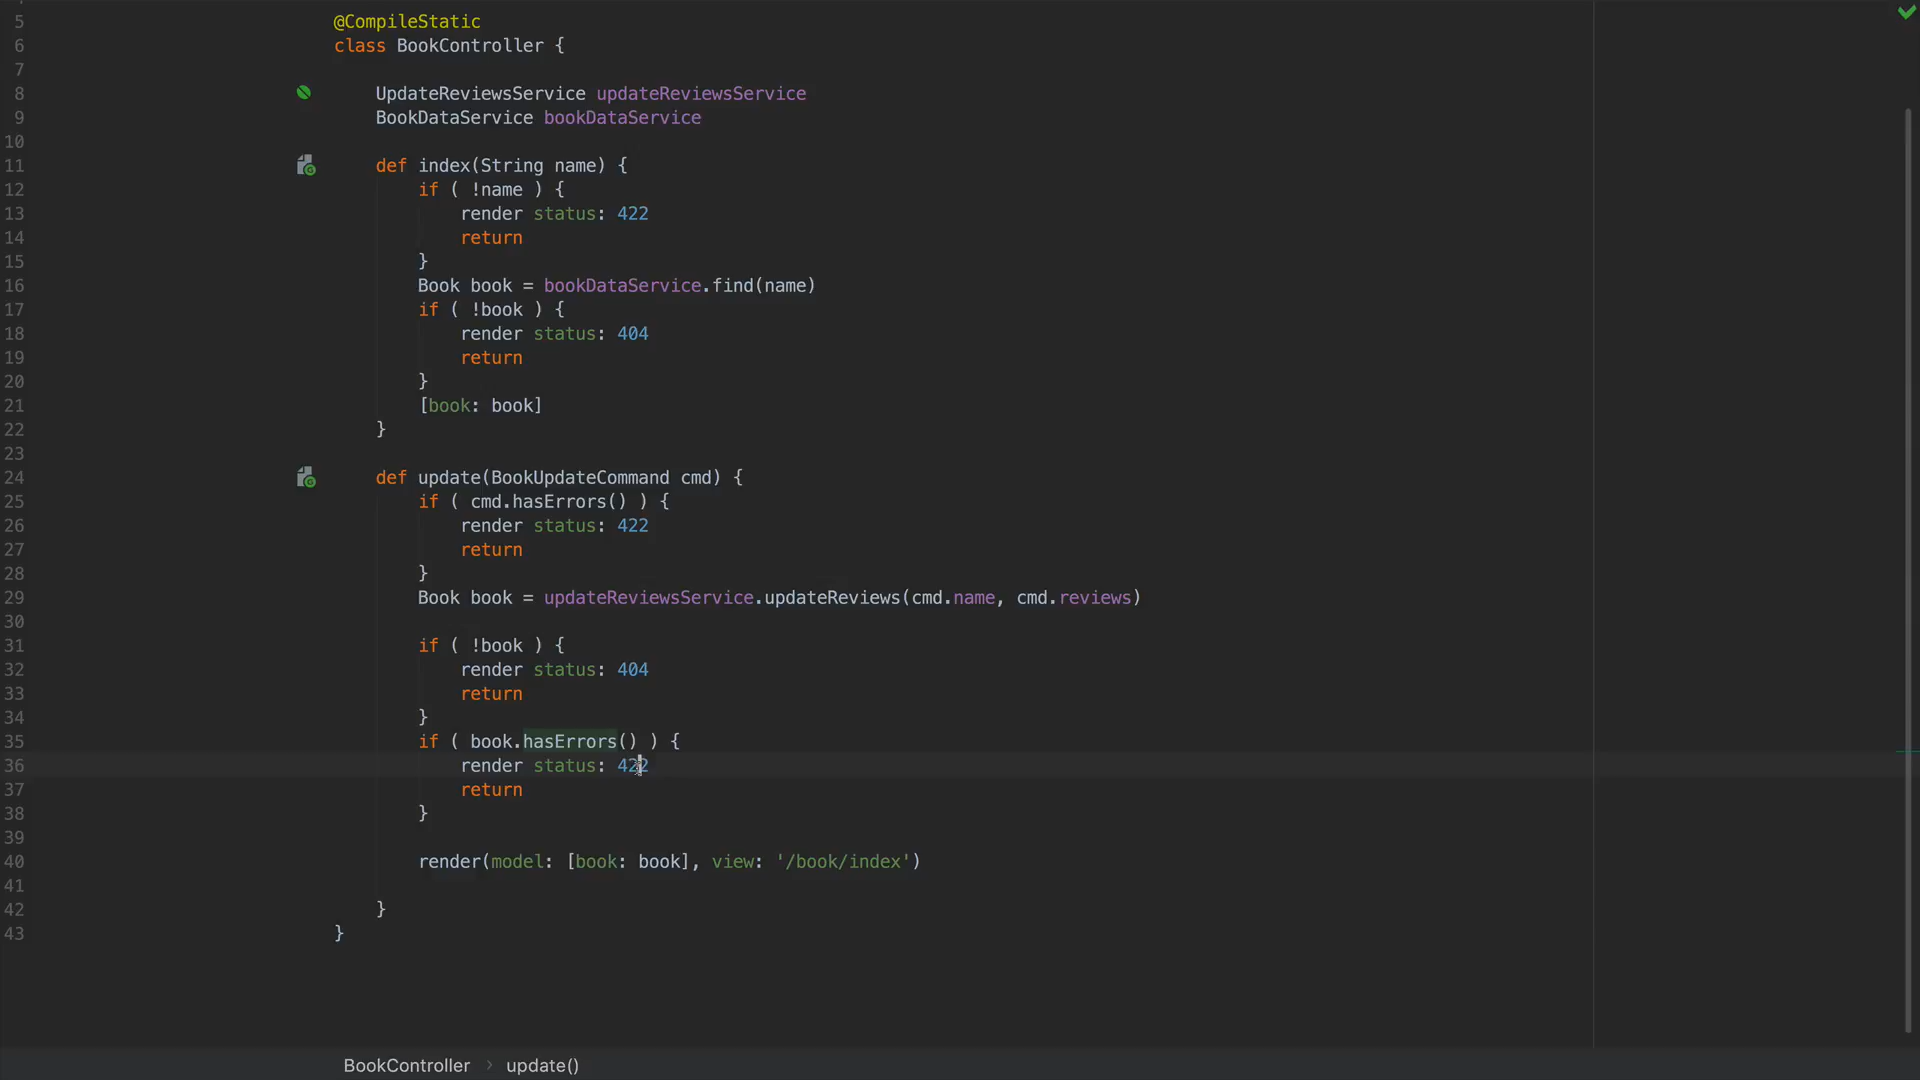 5 @CompileStatic
6 class BookController {
7
8 UpdateReviewsService updateReviewsService
9 BookDataService bookDataService
10
11 def index(String name) {
12 if ( !name ) {
13 render status: 422
14 return
15 }
16 Book book = bookDataService.find(name)
17 if ( !book ) {
18 render status: 404
19 return
20 }
21 [book: book]
22 }
23
24 def update(BookUpdateCommand cmd) {
25 if ( cmd.hasErrors() ) {
26 render status: 422
27 return
28 }
29 Book book = updateReviewsService.updateReviews(cmd.name, cmd.reviews)
30
31 if ( !book ) {
32 render status: 404
33 return
34 }
35 if ( book.hasErrors() ) {
36 render status: 422
37 return
38 }
39
40 render(model: [book: book], view: '/book/index')
41
42 }
43 }
BookController › update()